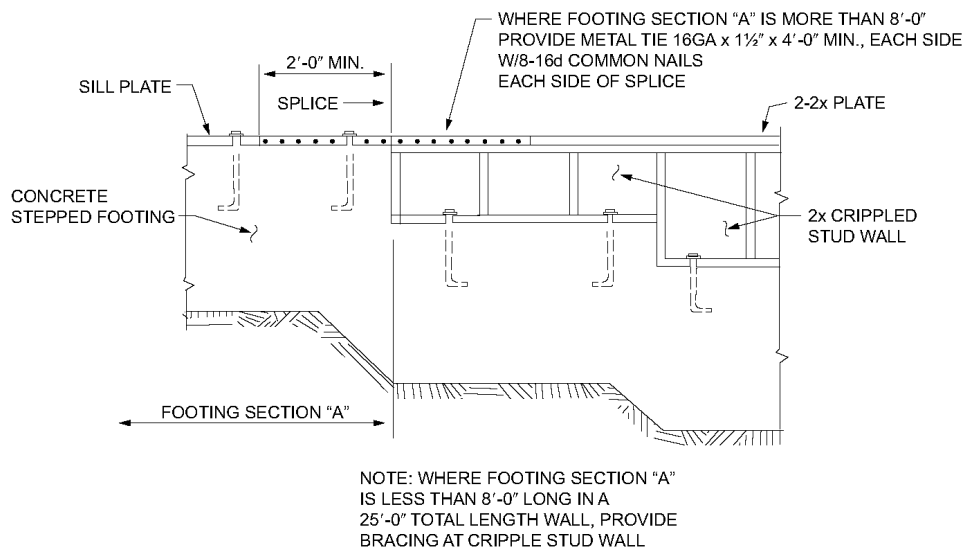 WHERE FOOTING SECTION “A” IS MORE THAN 8′-0″
PROVIDE METAL TIE 16GA x 1½″ x 4′-0″ MIN., EACH SIDE
W/8-16d COMMON NAILS
EACH SIDE OF SPLICE
2′-0″ MIN.
SILL PLATE
SPLICE
2-2x PLATE
CONCRETE
STEPPED FOOTING
2x CRIPPLED
STUD WALL
FOOTING SECTION “A”
NOTE: WHERE FOOTING SECTION “A”
IS LESS THAN 8′-0″ LONG IN A
25′-0″ TOTAL LENGTH WALL, PROVIDE
BRACING AT CRIPPLE STUD WALL